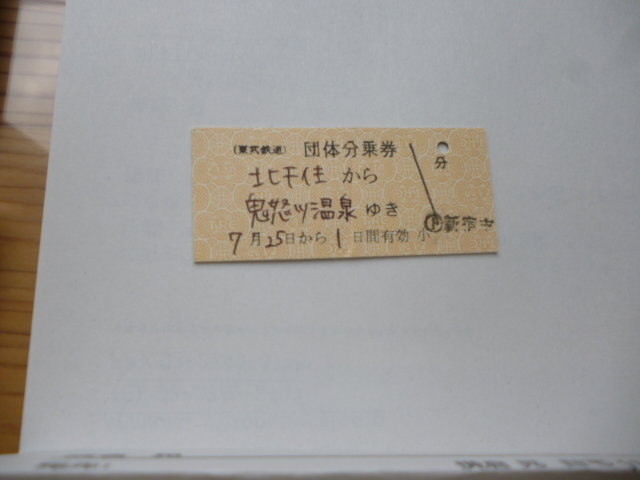 (東武鉄道) 団体分乗券
北千住 から
鬼怒川温泉 ゆき
7月25日から1日間有効 小
分
新宿